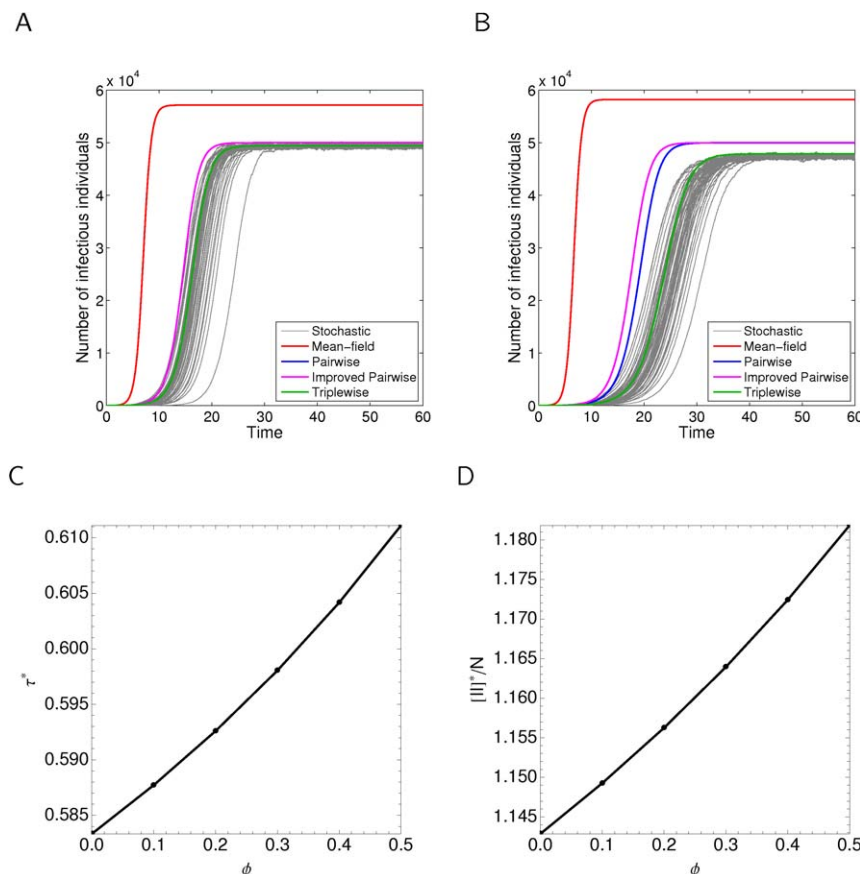 A
B
6 x 10^4
5
4
3
2
1
0
Number of infectious individuals
0 10 20 30 40 50 60
Time
Stochastic
Mean-field
Pairwise
Improved Pairwise
Triplewise
6 x 10^4
5
4
3
2
1
0
Number of infectious individuals
0 10 20 30 40 50 60
Time
Stochastic
Mean-field
Pairwise
Improved Pairwise
Triplewise
C
D
0.610
0.605
0.600
0.595
0.590
0.585
τ*
0.0 0.1 0.2 0.3 0.4 0.5
ϕ
1.180
1.175
1.170
1.165
1.160
1.155
1.150
1.145
[II]*/N
0.0 0.1 0.2 0.3 0.4 0.5
ϕ